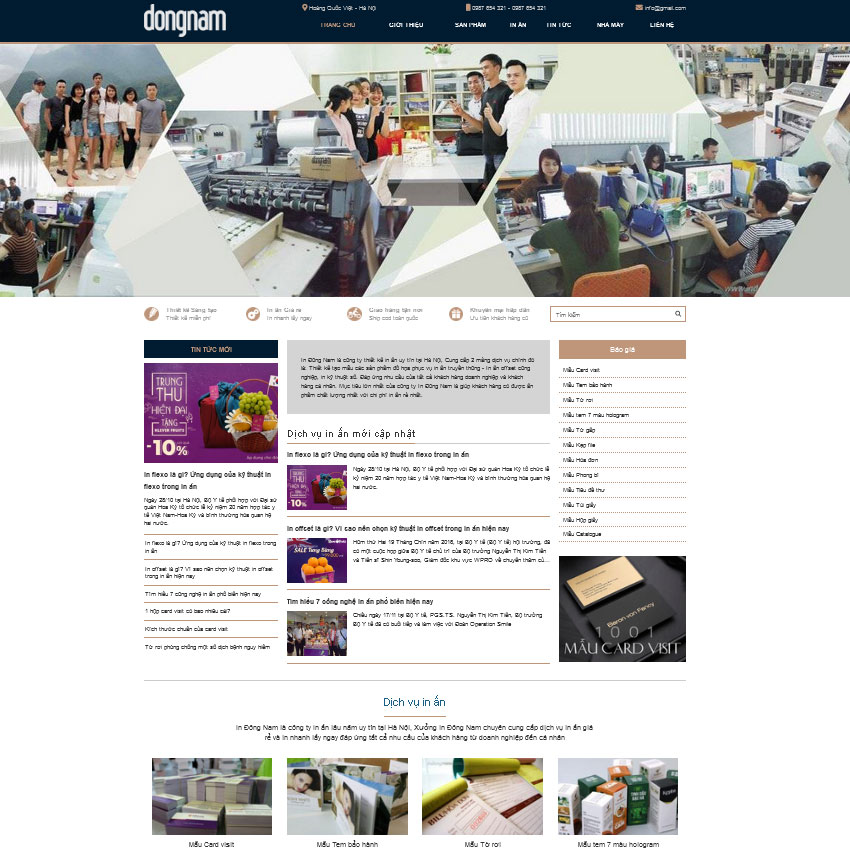 dongnam
Hoàng Quốc Việt - Hà Nội
0987 654 321 - 0987 654 321
info@gmail.com
TRANG CHỦ
GIỚI THIỆU
SẢN PHẨM
IN ẤN
TIN TỨC
NHÀ MÁY
LIÊN HỆ
Thiết kế Sáng tạo
Thiết kế miễn phí
In ấn Giá rẻ
In nhanh lấy ngay
Giao hàng tận nơi
Ship cod toàn quốc
Khuyến mại hấp dẫn
Ưu tiên khách hàng cũ
Tìm kiếm
TIN TỨC MỚI
TRUNG THU
HIỆN ĐẠI
TẶNG
KLEVER FRUITS
-10%
In flexo là gì? Ứng dụng của kỹ thuật in
flexo trong in ấn
Ngày 28/10 tại Hà Nội, Bộ Y tế phối hợp với Đại sứ
quán Hoa Kỳ tổ chức lễ kỷ niệm 20 năm hợp tác y
tế Việt Nam-Hoa Kỳ và bình thường hóa quan hệ
hai nước.
In flexo là gì? Ứng dụng của kỹ thuật in flexo trong
in ấn
In offset là gì? Vì sao nên chọn kỹ thuật in offset
trong in ấn hiện nay
Tìm hiểu 7 công nghệ in ấn phổ biến hiện nay
1 hộp card visit có bao nhiêu cái?
Kích thước chuẩn của card visit
Tờ rơi phòng chống một số dịch bệnh nguy hiểm
In Đông Nam là công ty thiết kế in ấn uy tín tại Hà Nội, Cung cấp 2 mảng dịch vụ chính đó
là. Thiết kế tạo mẫu các sản phẩm đồ họa phục vụ in ấn truyền thông - In ấn offset công
nghiệp, in kỹ thuật số. Đáp ứng nhu cầu của tất cả khách hàng doanh nghiệp và khách
hàng cá nhân. Mục tiêu lớn nhất của công ty In Đông Nam là giúp khách hàng có được ấn
phẩm chất lượng nhất với chi phí in ấn rẻ nhất.
Dịch vụ in ấn mới cập nhật
In flexo là gì? Ứng dụng của kỹ thuật in flexo trong in ấn
Ngày 28/10 tại Hà Nội, Bộ Y tế phối hợp với Đại sứ quán Hoa Kỳ tổ chức lễ
kỷ niệm 20 năm hợp tác y tế Việt Nam-Hoa Kỳ và bình thường hóa quan hệ
hai nước.
In offset là gì? Vì sao nên chọn kỹ thuật in offset trong in ấn hiện nay
SALE Tưng Bừng
Hôm thứ Hai 19 Tháng Chín năm 2016, tại Bộ Y tế (Bộ Y tế) hội trường, đã
có một cuộc họp giữa Bộ Y tế chủ trì của Bộ trưởng Nguyễn Thị Kim Tiến
và Tiến sĩ Shin Young-soo, Giám đốc khu vực WPRO về chuyến thăm củ...
Tìm hiểu 7 công nghệ in ấn phổ biến hiện nay
Chiều ngày 17/11 tại Bộ Y tế, PGS.TS. Nguyễn Thị Kim Tiến, Bộ trưởng
Bộ Y tế đã có buổi tiếp và làm việc với Đoàn Operation Smile
Báo giá
Mẫu Card visit
Mẫu Tem bảo hành
Mẫu Tờ rơi
Mẫu tem 7 màu hologram
Mẫu Tờ gấp
Mẫu Kẹp file
Mẫu Hóa đơn
Mẫu Phong bì
Mẫu Tiêu đề thư
Mẫu Túi giấy
Mẫu Hộp giấy
Mẫu Catalogue
Baron von Fancy
1001
MẪU CARD VISIT
Dịch vụ in ấn
In Đông Nam là công ty in ấn lâu năm uy tín tại Hà Nội, Xưởng In Đông Nam chuyên cung cấp dịch vụ in ấn giá
rẻ và in nhanh lấy ngay đáp ứng tất cả nhu cầu của khách hàng từ doanh nghiệp đến cá nhân
Mẫu Card visit
Mẫu Tem bảo hành
Mẫu Tờ rơi
Mẫu tem 7 màu hologram